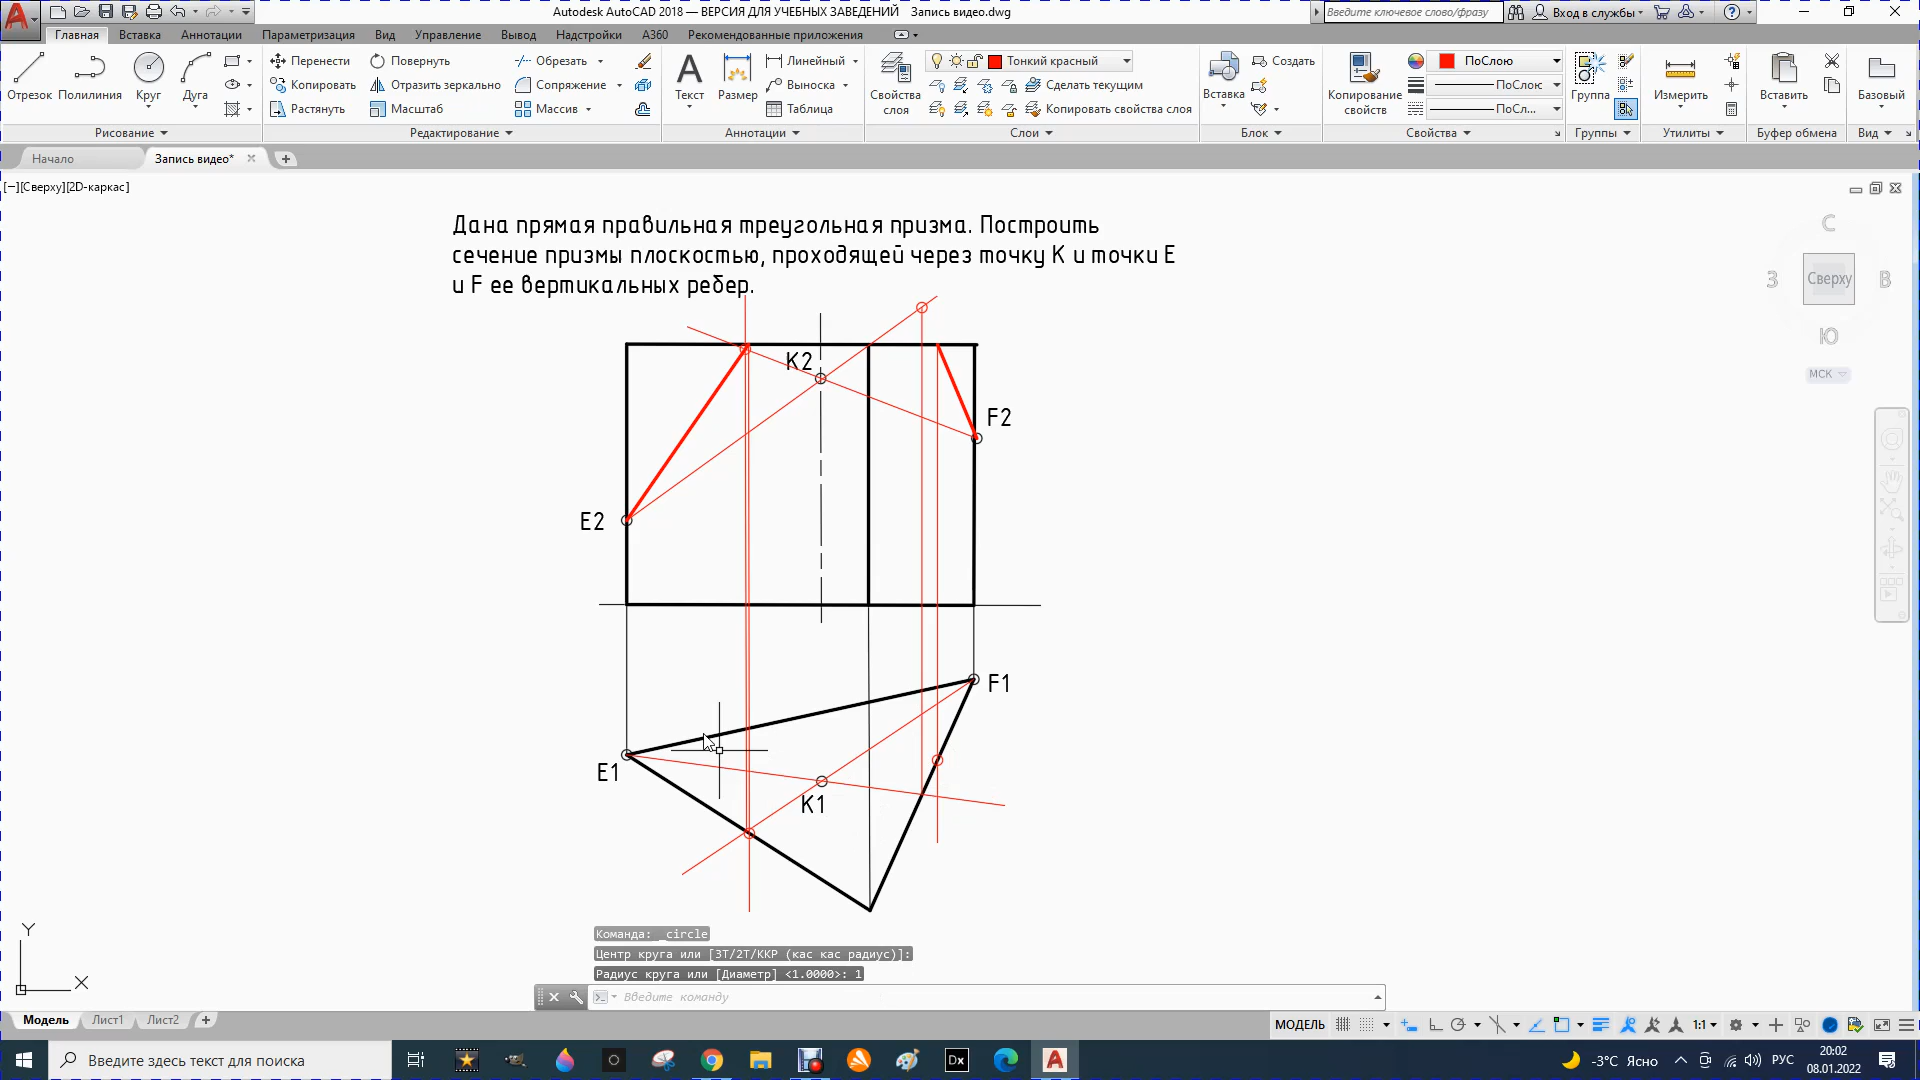 Autodesk AutoCAD 2018 — ВЕРСИЯ ДЛЯ УЧЕБНЫХ ЗАВЕДЕНИЙ Запись видео.dwg
Введите ключевое слово/фразу
Вход в службы
Главная Вставка Аннотации Параметризация Вид Управление Вывод Надстройки A360 Рекомендованные приложения
Отрезок Полилиния Круг Дуга
Рисование
Перенести Повернуть Обрезать
Копировать Отразить зеркально Сопряжение
Растянуть Масштаб Массив
Редактирование
Текст Размер
Линейный
Выноска
Таблица
Аннотации
Свойства слоя
Тонкий красный
Сделать текущим
Копировать свойства слоя
Слои
Вставка
Создать
Блок
Копирование свойств
ПоСлою
ПоСлою
ПоСл...
Свойства
Группа
Группы
Измерить
Утилиты
Вставить
Буфер обмена
Базовый
Вид
Начало Запись видео*
[−][Сверху][2D-каркас]
Дана прямая правильная треугольная призма. Построить
сечение призмы плоскостью, проходящей через точку K и точки E
и F ее вертикальных ребер.
С
З Сверху В
Ю
МСК
K2
F2
E2
F1
E1
K1
Y
X
Команда: _circle
Центр круга или [3Т/2Т/ККР (кас кас радиус)]:
Радиус круга или [Диаметр] <1.0000>: 1
Введите команду
Модель Лист1 Лист2
МОДЕЛЬ 1:1
Введите здесь текст для поиска
Dx
-3°C Ясно
РУС
20:02
08.01.2022